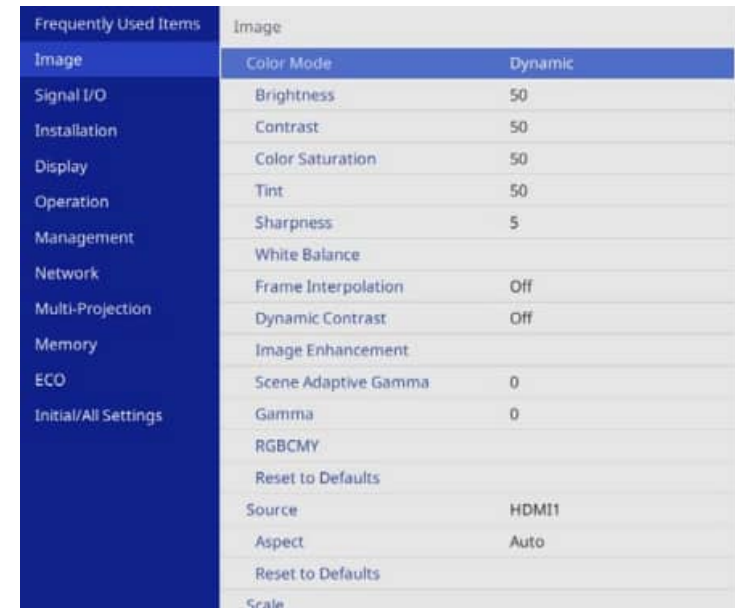 Frequently Used Items
Image
Signal I/O
Installation
Display
Operation
Management
Network
Multi-Projection
Memory
ECO
Initial/All Settings
Image
Color Mode Dynamic
Brightness 50
Contrast 50
Color Saturation 50
Tint 50
Sharpness 5
White Balance
Frame Interpolation Off
Dynamic Contrast Off
Image Enhancement
Scene Adaptive Gamma 0
Gamma 0
RGBCMY
Reset to Defaults
Source HDMI1
Aspect Auto
Reset to Defaults
Scale